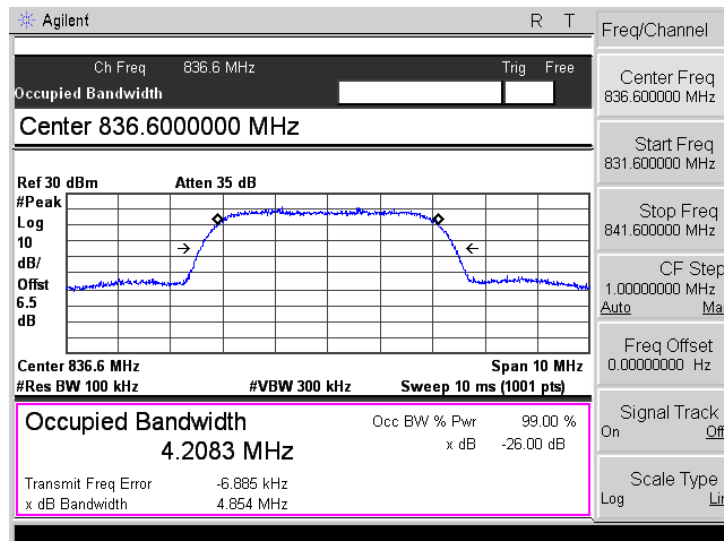 Agilent R T
Ch Freq 836.6 MHz Trig Free
Occupied Bandwidth
Center 836.6000000 MHz
Ref 30 dBm Atten 35 dB
#Peak
Log
10
dB/
Offst
6.5
dB
Center 836.6 MHz Span 10 MHz
#Res BW 100 kHz #VBW 300 kHz Sweep 10 ms (1001 pts)
Occupied Bandwidth Occ BW % Pwr 99.00 %
4.2083 MHz x dB -26.00 dB
Transmit Freq Error -6.885 kHz
x dB Bandwidth 4.854 MHz
Freq/Channel
Center Freq
836.600000 MHz
Start Freq
831.600000 MHz
Stop Freq
841.600000 MHz
CF Step
1.00000000 MHz
Auto Ma
Freq Offset
0.00000000 Hz
Signal Track
On Off
Scale Type
Log Lin